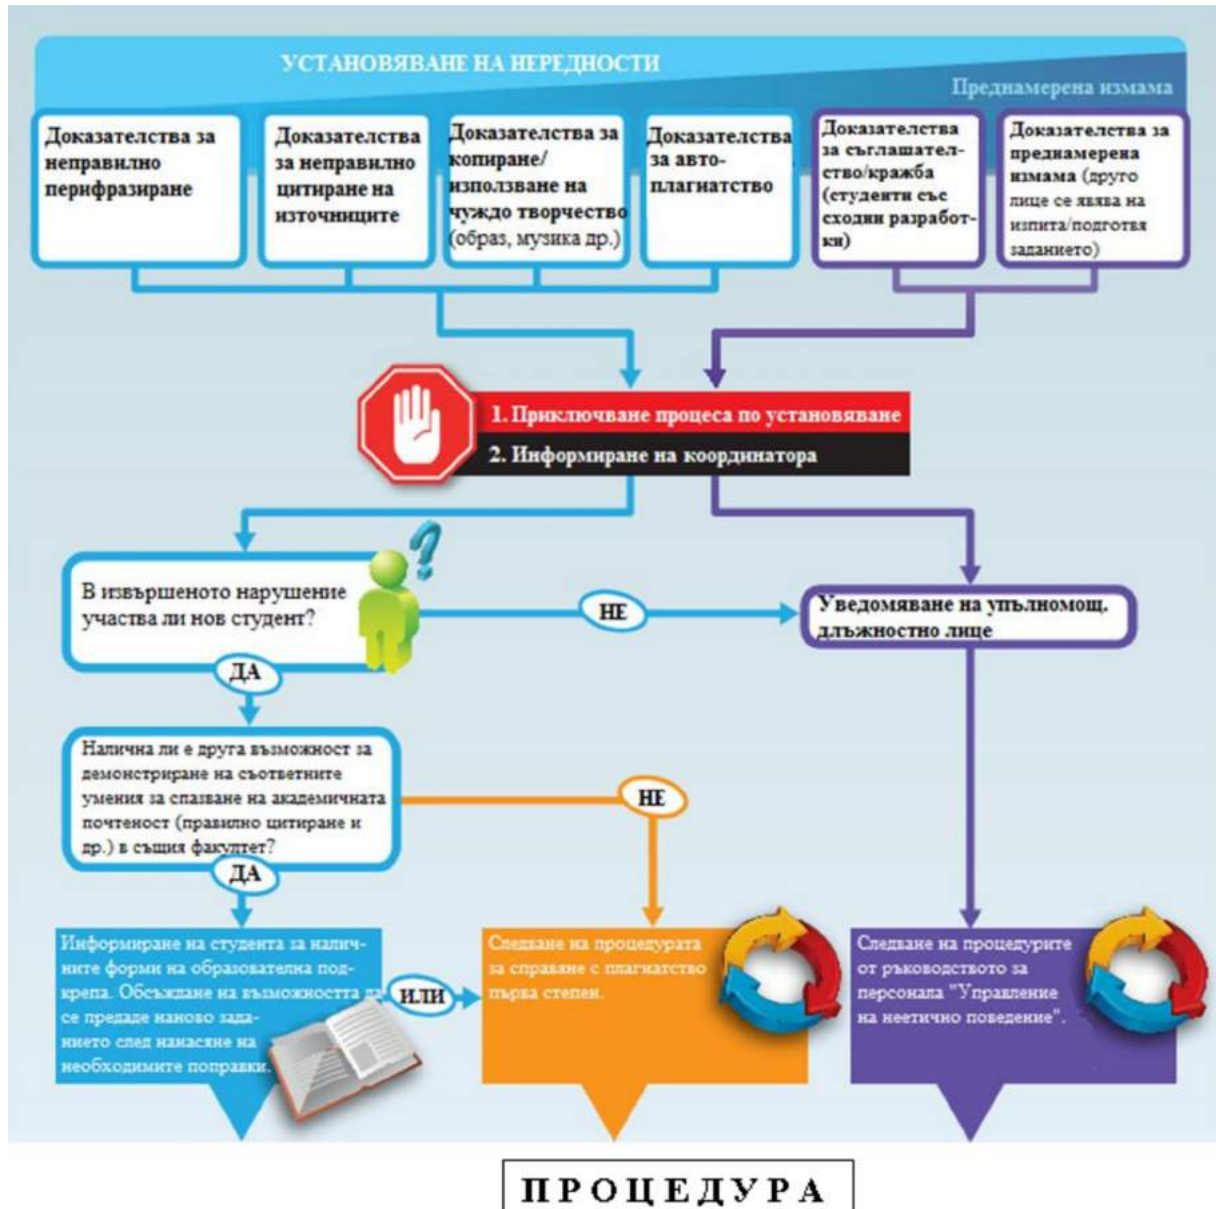 УСТАНОВЯВАНЕ НА НЕРЕДНОСТИ
Преднамерена измама
Доказателства за
неправилно
перифразиране
Доказателства
за неправилно
цитиране на
източниците
Доказателства за
копиране/
използване на
чуждо творчество
(образ, музика др.)
Доказателства
за авто-
плагиатство
Доказателства
за съглашател-
ство/кражба
(студенти със
сходни разработ-
ки)
Доказателства за
преднамерена
измама (друго
лице се явява на
изпита/подготвя
заданието)
1. Приключване процеса по установяване
2. Информиране на координатора
В извършеното нарушение
участва ли нов студент?
НЕ
Уведомяване на упълномощ.
длъжностно лице
ДА
Налична ли е друга възможност за
демонстриране на съответните
умения за спазване на академичната
почтеност (правилно цитиране и
др.) в същия факултет?
НЕ
ДА
Информиране на студента за налич-
ните форми на образователна под-
крепа. Обсъждане на възможността да
се предаде наново зада-
нието след нанасяне на
необходимите поправки.
ИЛИ
Следване на процедурата
за справяне с плагиатство
първа степен.
Следване на процедурите
от ръководството за
персонала "Управление
на неетично поведение".
ПРОЦЕДУРА